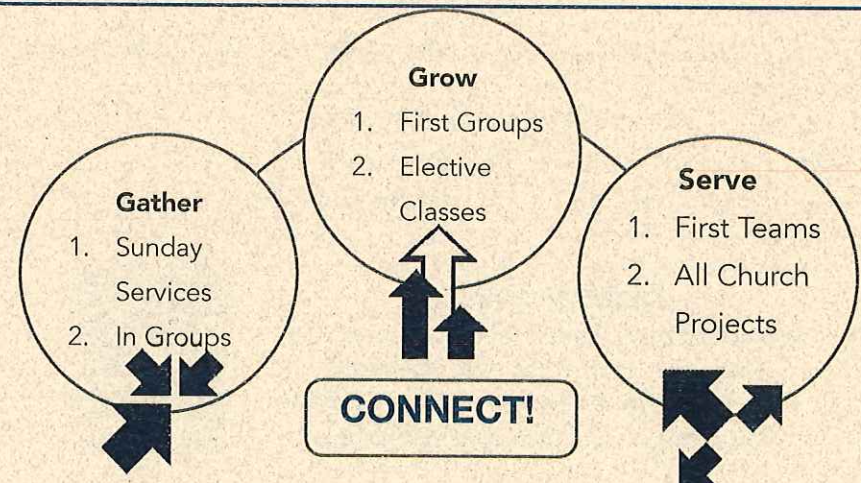 Gather
1. Sunday
Services
2. In Groups
Grow
1. First Groups
2. Elective
Classes
Serve
1. First Teams
2. All Church
Projects
CONNECT!